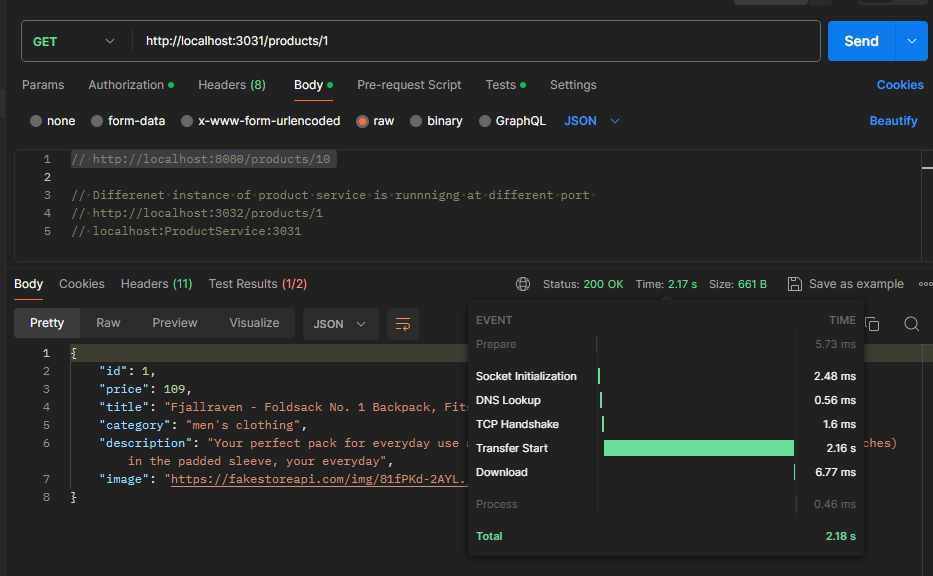 GET
http://localhost:3031/products/1
Send
Params Authorization Headers (8) Body Pre-request Script Tests Settings Cookies
none form-data x-www-form-urlencoded raw binary GraphQL JSON Beautify
1 // http://localhost:8080/products/10
2
3 // Differenet instance of product service is runnnigng at different port
4 // http://localhost:3032/products/1
5 // localhost:ProductService:3031
Body Cookies Headers (11) Test Results (1/2) Status: 200 OK Time: 2.17 s Size: 661 B Save as example
Pretty Raw Preview Visualize JSON
EVENT TIME
Prepare 5.73 ms
Socket Initialization 2.48 ms
DNS Lookup 0.56 ms
TCP Handshake 1.6 ms
Transfer Start 2.16 s
Download 6.77 ms
Process 0.46 ms
Total 2.18 s
1 {
2 "id": 1,
3 "price": 109,
4 "title": "Fjallraven - Foldsack No. 1 Backpack, Fits
5 "category": "men's clothing",
6 "description": "Your perfect pack for everyday use ches)
in the padded sleeve, your everyday",
7 "image": "https://fakestoreapi.com/img/81fPKd-2AYL.
8 }